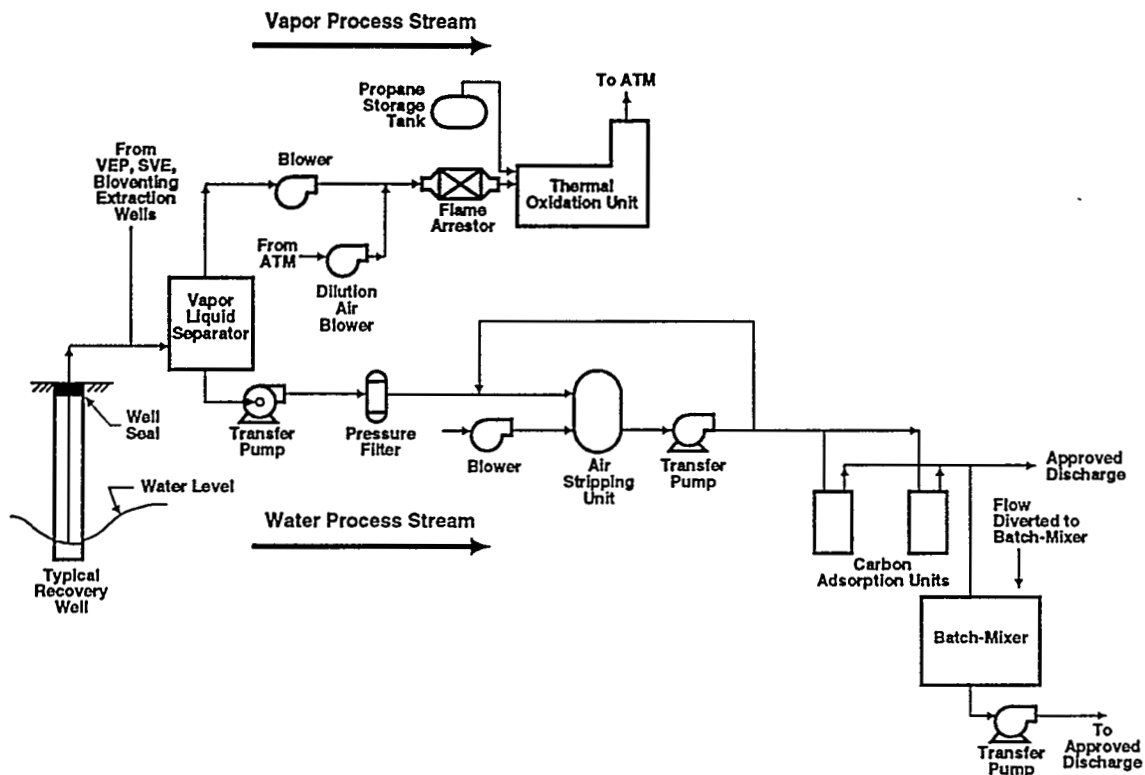 Vapor Process Stream
To ATM
Propane
Storage
Tank
From
VEP, SVE,
Bioventing
Extraction
Wells
Blower
Thermal
Oxidation Unit
Flame
Arrestor
From
ATM
Dilution
Air
Blower
Vapor
Liquid
Separator
Well
Seal
Transfer
Pump
Pressure
Filter
Blower
Air
Stripping
Unit
Transfer
Pump
Approved
Discharge
Water Level
Water Process Stream
Flow
Diverted to
Batch-Mixer
Carbon
Adsorption Units
Typical
Recovery
Well
Batch-Mixer
Transfer
Pump
To
Approved
Discharge